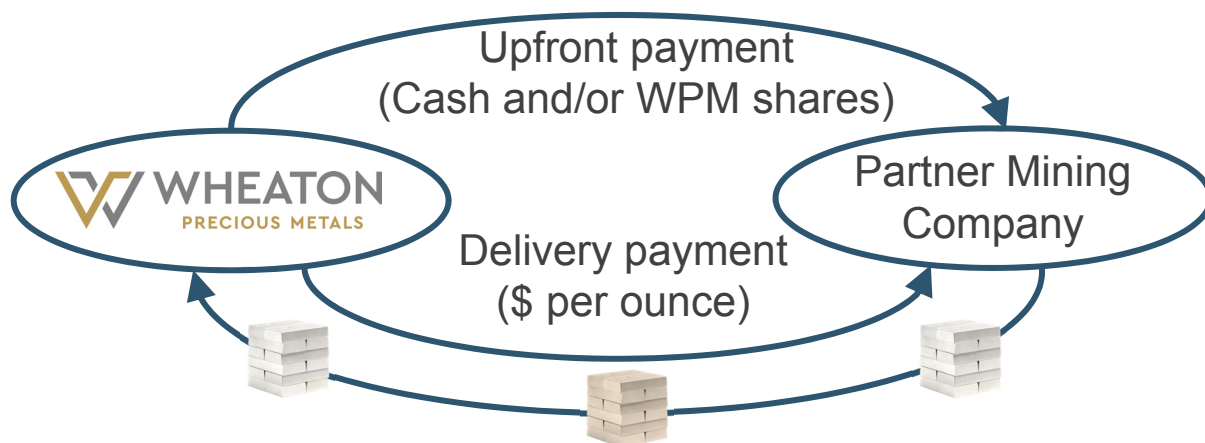 Upfront payment
(Cash and/or WPM shares)
WHEATON
PRECIOUS METALS
Partner Mining
Company
Delivery payment
($ per ounce)